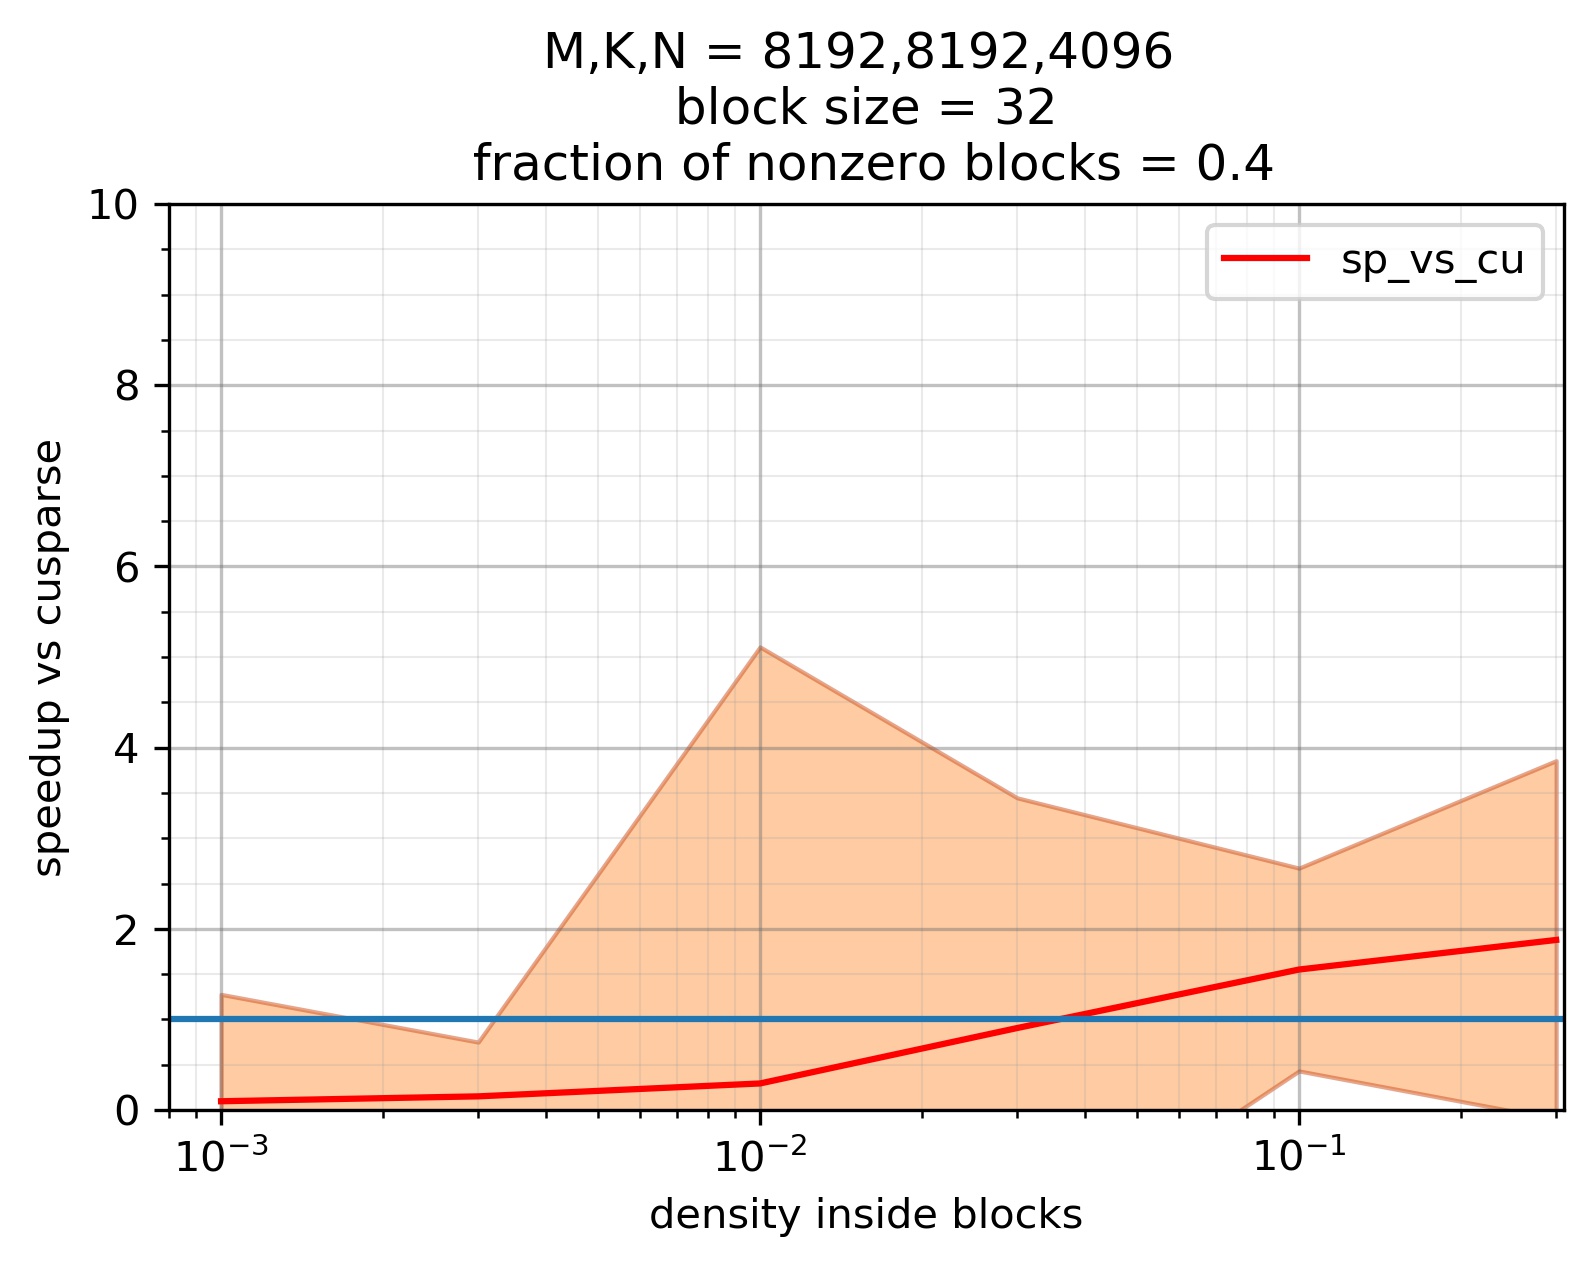 M,K,N = 8192,8192,4096
block size = 32
fraction of nonzero blocks = 0.4
sp_vs_cu
speedup vs cusparse
10
8
6
4
2
0
10⁻³
10⁻²
10⁻¹
density inside blocks